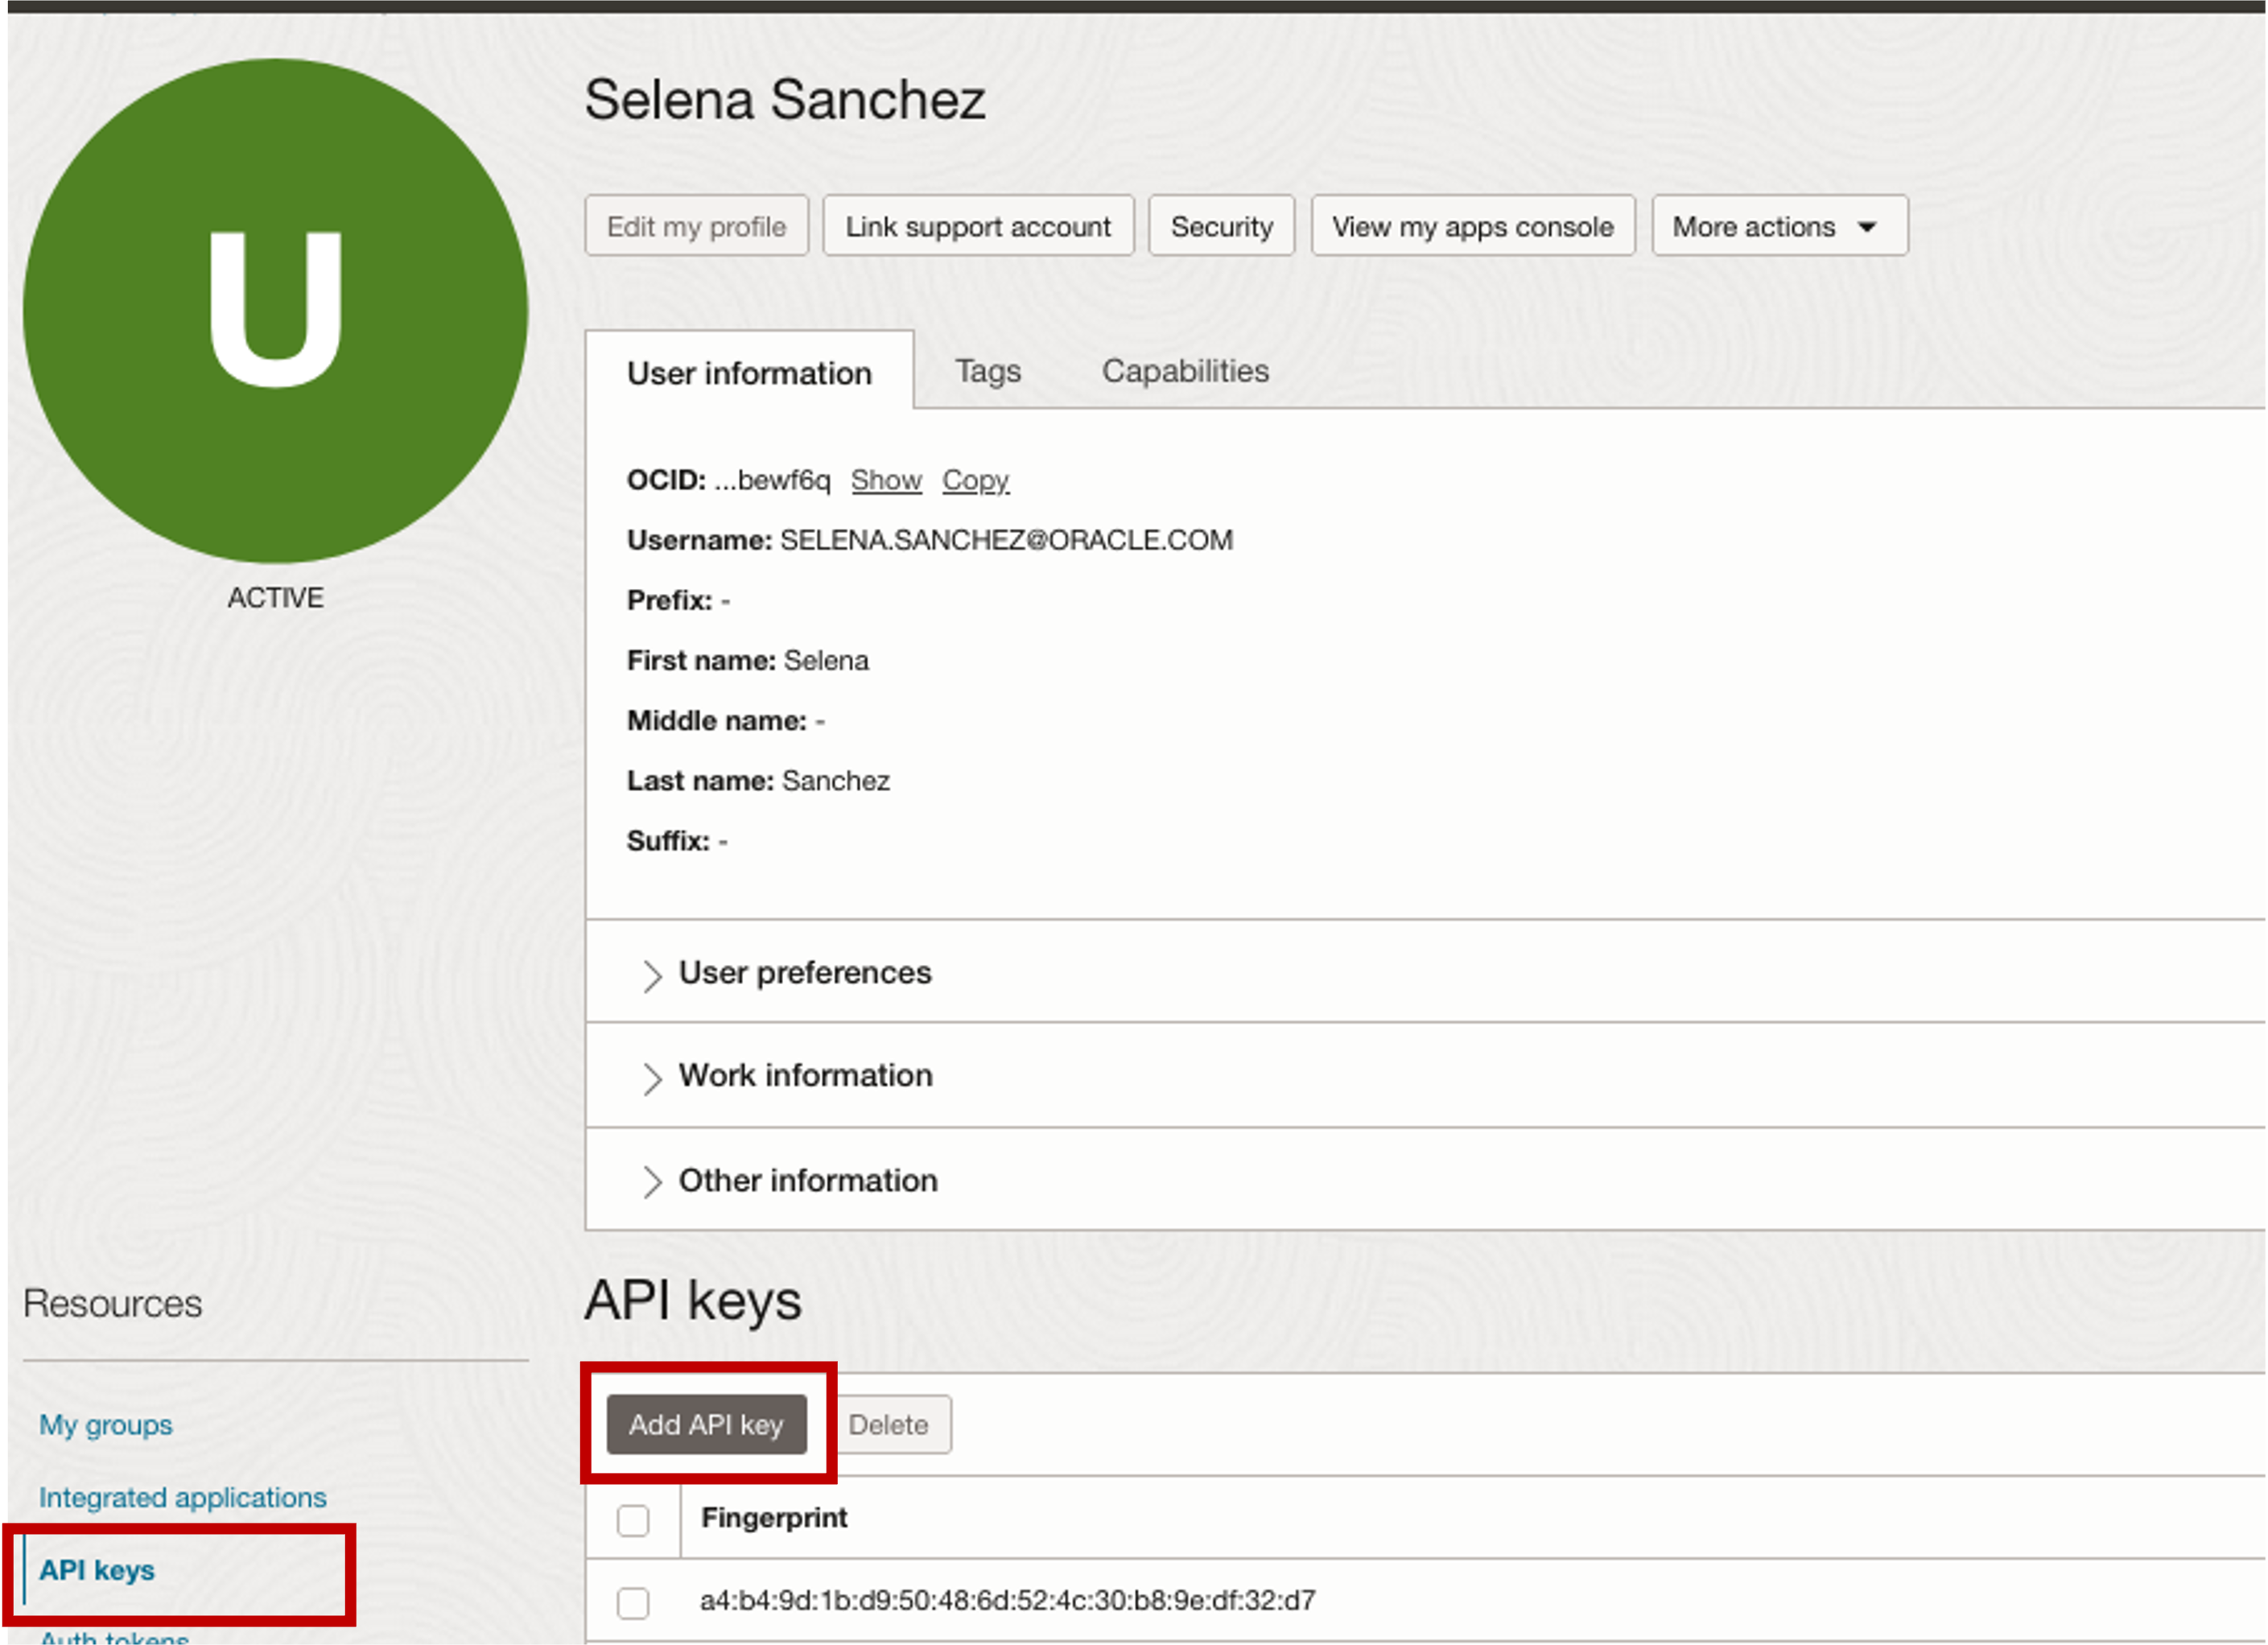 Selena Sanchez
Edit my profile Link support account Security View my apps console More actions
U
ACTIVE
User information Tags Capabilities
OCID: ...bewf6q Show Copy
Username: SELENA.SANCHEZ@ORACLE.COM
Prefix: -
First name: Selena
Middle name: -
Last name: Sanchez
Suffix: -
User preferences
Work information
Other information
Resources
My groups
Integrated applications
API keys
Auth tokens
API keys
Add API key Delete
Fingerprint
a4:b4:9d:1b:d9:50:48:6d:52:4c:30:b8:9e:df:32:d7